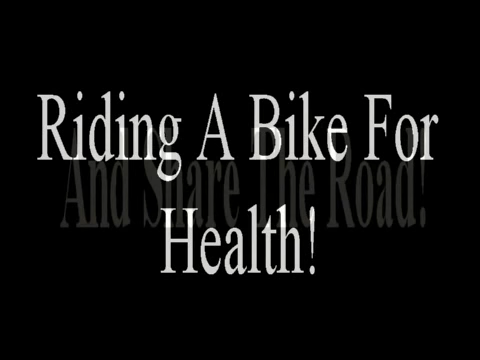 Riding A Bike For
And Share The Road!
Health!